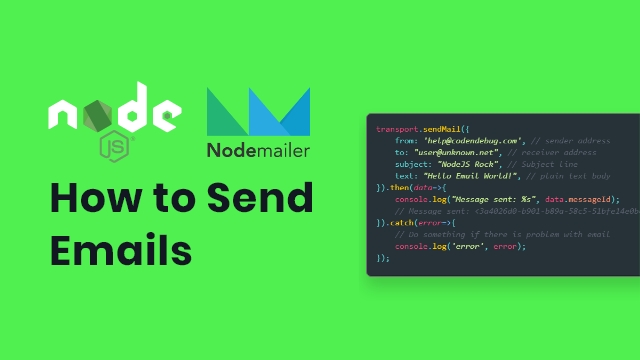 node
JS
Nodemailer
How to Send
Emails
transport.sendMail({
from: 'help@codendebug.com', // sender address
to: "user@unknown.net", // receiver address
subject: "NodeJS Rock", // Subject line
text: "Hello Email World!", // plain text body
}).then(data=>{
console.log("Message sent: %s", data.messageId);
// Message sent:
}).catch(error=>{
// Do something if there is problem with email
console.log('error', error);
});